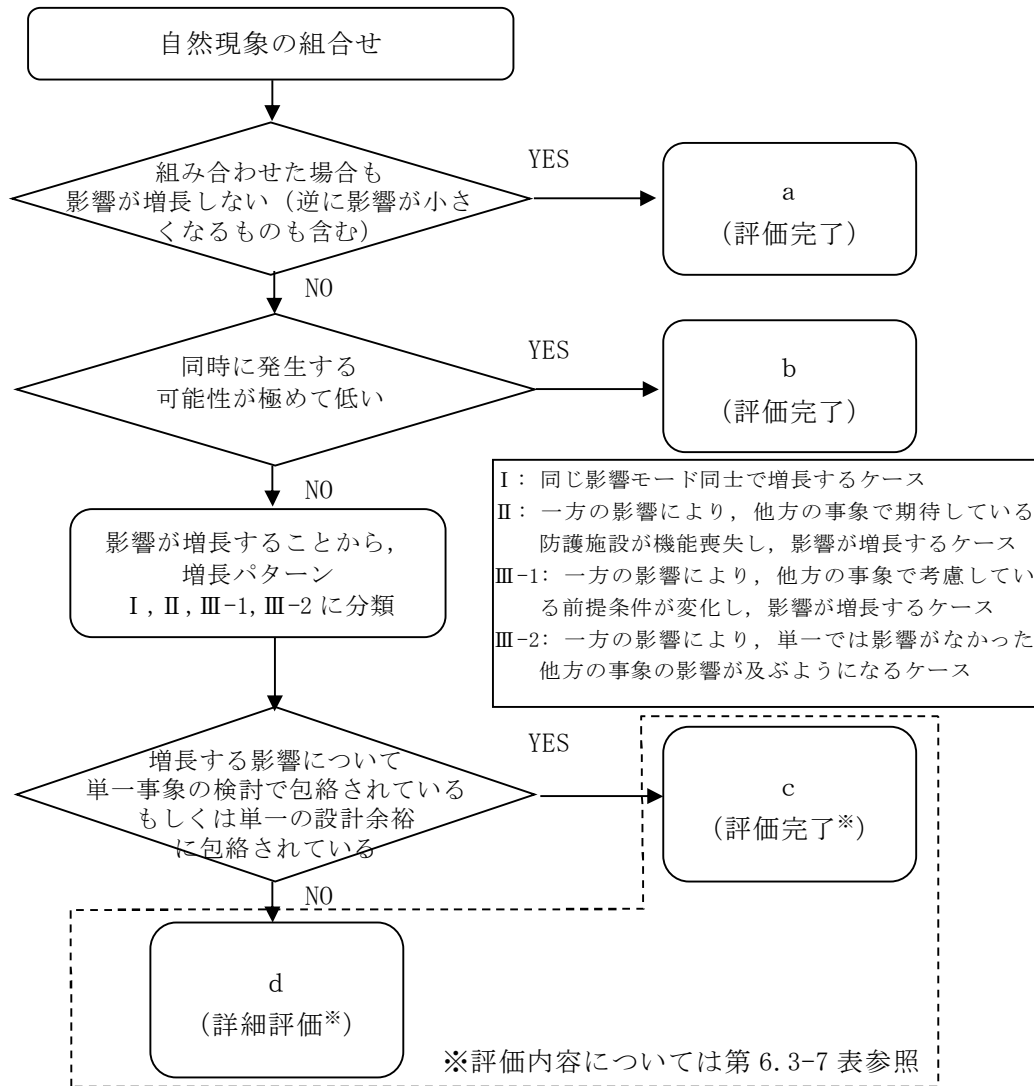 自然現象の組合せ
組み合わせた場合も
影響が増長しない（逆に影響が小さ
くなるものも含む）
YES
a
（評価完了）
NO
同時に発生する
可能性が極めて低い
YES
b
（評価完了）
NO
Ⅰ： 同じ影響モード同士で増長するケース
Ⅱ： 一方の影響により，他方の事象で期待している
防護施設が機能喪失し，影響が増長するケース
Ⅲ-1： 一方の影響により，他方の事象で考慮してい
る前提条件が変化し，影響が増長するケース
Ⅲ-2： 一方の影響により，単一では影響がなかった
他方の事象の影響が及ぶようになるケース
影響が増長することから，
増長パターン
Ⅰ，Ⅱ，Ⅲ-1，Ⅲ-2 に分類
増長する影響について
単一事象の検討で包絡されている
もしくは単一の設計余裕
に包絡されている
YES
c
（評価完了※）
NO
d
（詳細評価※）
※評価内容については第 6.3-7 表参照